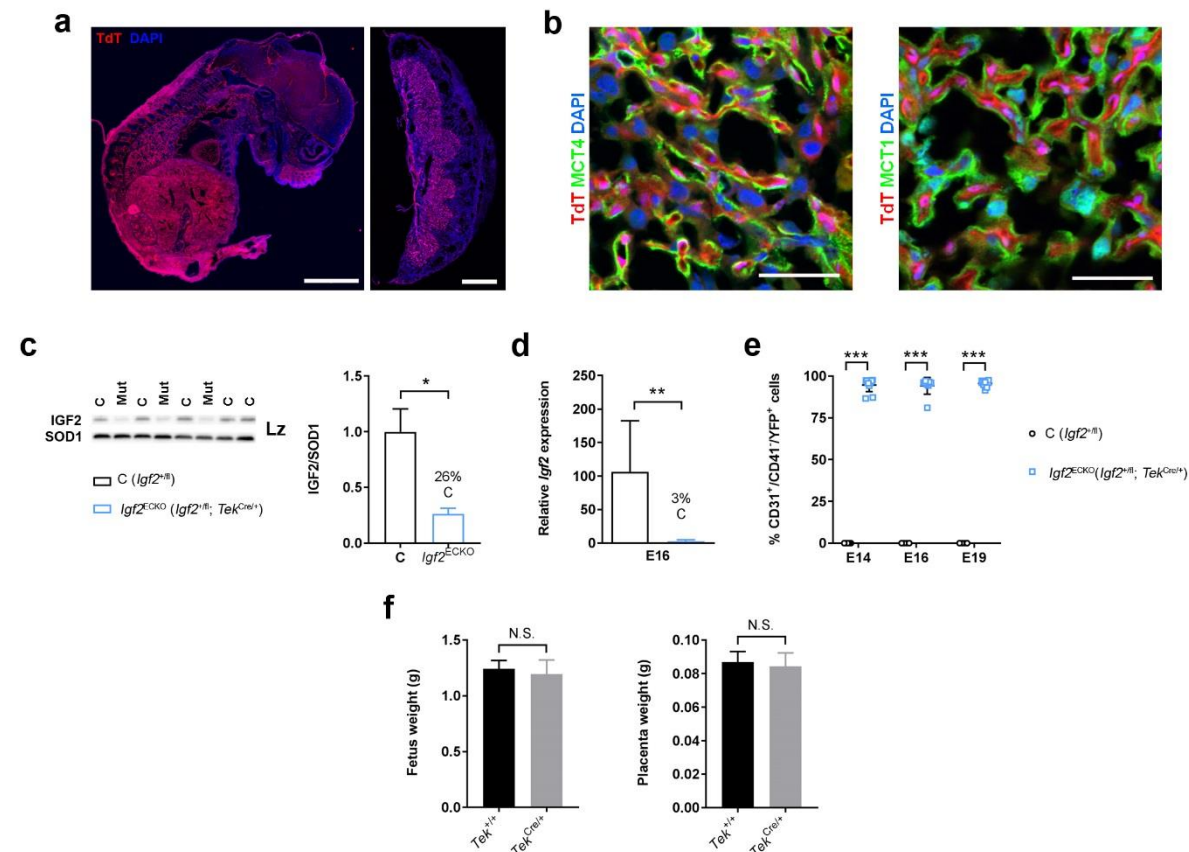 a
TdT DAPI
b
TdT MCT4 DAPI
TdT MCT1 DAPI
c
C Mut C Mut C Mut C C
IGF2
SOD1
Lz
C (Igf2+/fl)
Igf2ECKO (Igf2+/fl; TekCre/+)
IGF2/SOD1
1.5
1.0
0.5
0.0
*
26%
C
C Igf2ECKO
d
Relative Igf2 expression
200
150
100
50
0
**
3%
C
E16
e
% CD31+/CD41-/YFP+ cells
100
75
50
25
0
*** *** ***
E14 E16 E19
C (Igf2+/fl)
Igf2ECKO(Igf2+/fl; TekCre/+)
f
Fetus weight (g)
1.5
1.0
0.5
0.0
N.S.
Tek+/+ TekCre/+
Placenta weight (g)
0.10
0.08
0.06
0.04
0.02
0.00
N.S.
Tek+/+ TekCre/+